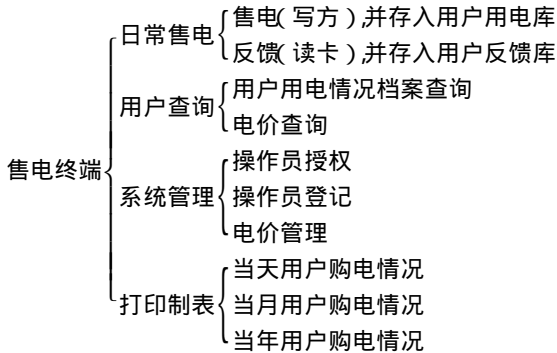 售电终端
日常售电
售电(写方),并存入用户用电库
反馈(读卡),并存入用户反馈库
用户查询
用户用电情况档案查询
电价查询
系统管理
操作员授权
操作员登记
电价管理
打印制表
当天用户购电情况
当月用户购电情况
当年用户购电情况